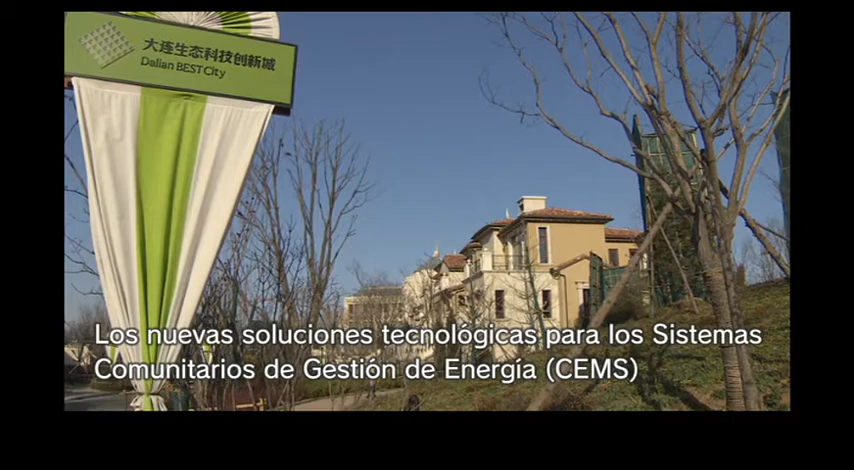 大连生态科技创新城
Dalian BEST City
Los nuevas soluciones tecnológicas para los Sistemas
Comunitarios de Gestión de Energía (CEMS)